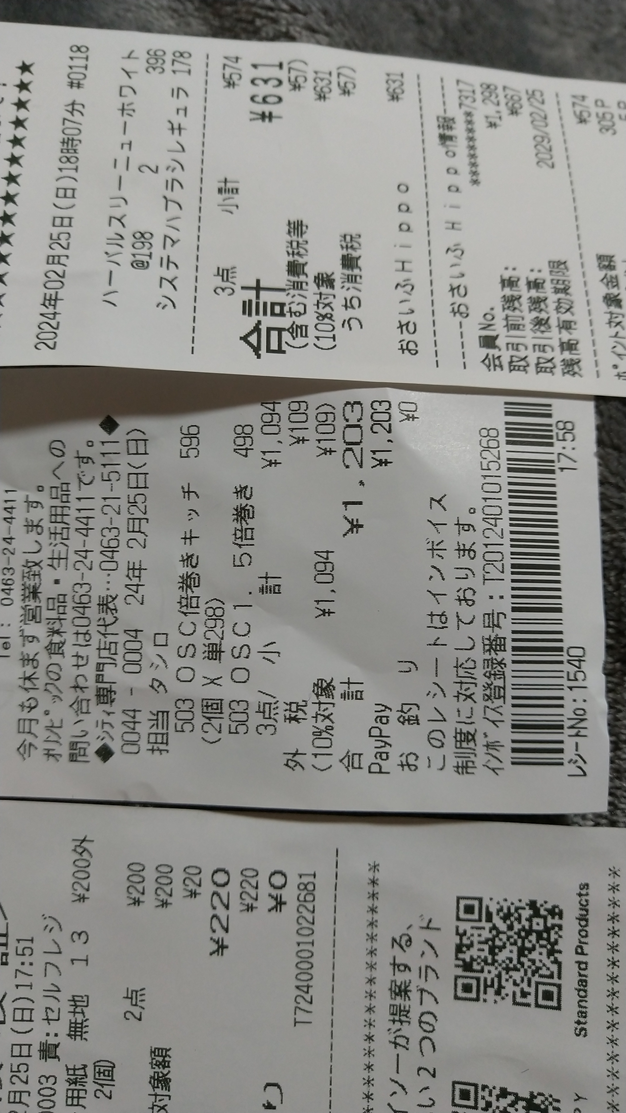 ★★★★★★★★★★★★★★
2024年02月25日(日)18時07分 #0118
ハーバルスリーニューホワイト
@198 2 396
システマハブラシレギュラ 178
3点 小計 ¥574
合計 ¥631
(含む消費税等 ¥57)
(10%対象 ¥631
うち消費税 ¥57)
おさいふHippo ¥631
-----おさいふHippo情報-----
会員No. *********7317
取引前残高: ¥1,298
取引後残高: ¥667
残高有効期限 2029/02/25
ポイント対象金額 ¥574
305P
Tel: 0463-24-4411
今月も休まず営業致します。
オリンピックの食料品・生活用品への
問い合わせは0463-24-4411です。
◆シティ専門店代表…0463-21-5111◆
0044 - 0004 24年 2月25日(日)
担当 タシロ
503 OSC倍巻きキッチ 596
(2個 X 単298)
503 OSC1.5倍巻き 498
3点/ 小 計 ¥1,094
外 税 ¥109
(10%対象 ¥1,094 ¥109)
合 計 ¥1,203
PayPay ¥1,203
お 釣 り ¥0
このレシートはインボイス
制度に対応しております。
インボイス登録番号:T2012401015268
レシートNo:1540 17:58
月25日(日)17:51
0003 責:セルフレジ
用紙 無地 13 ¥200外
2個)
2点 ¥200
対象額 ¥200
¥20
¥220
¥220
¥0
T7240001022681
イソーが提案する、
い2つのブランド
Standard Products
Y